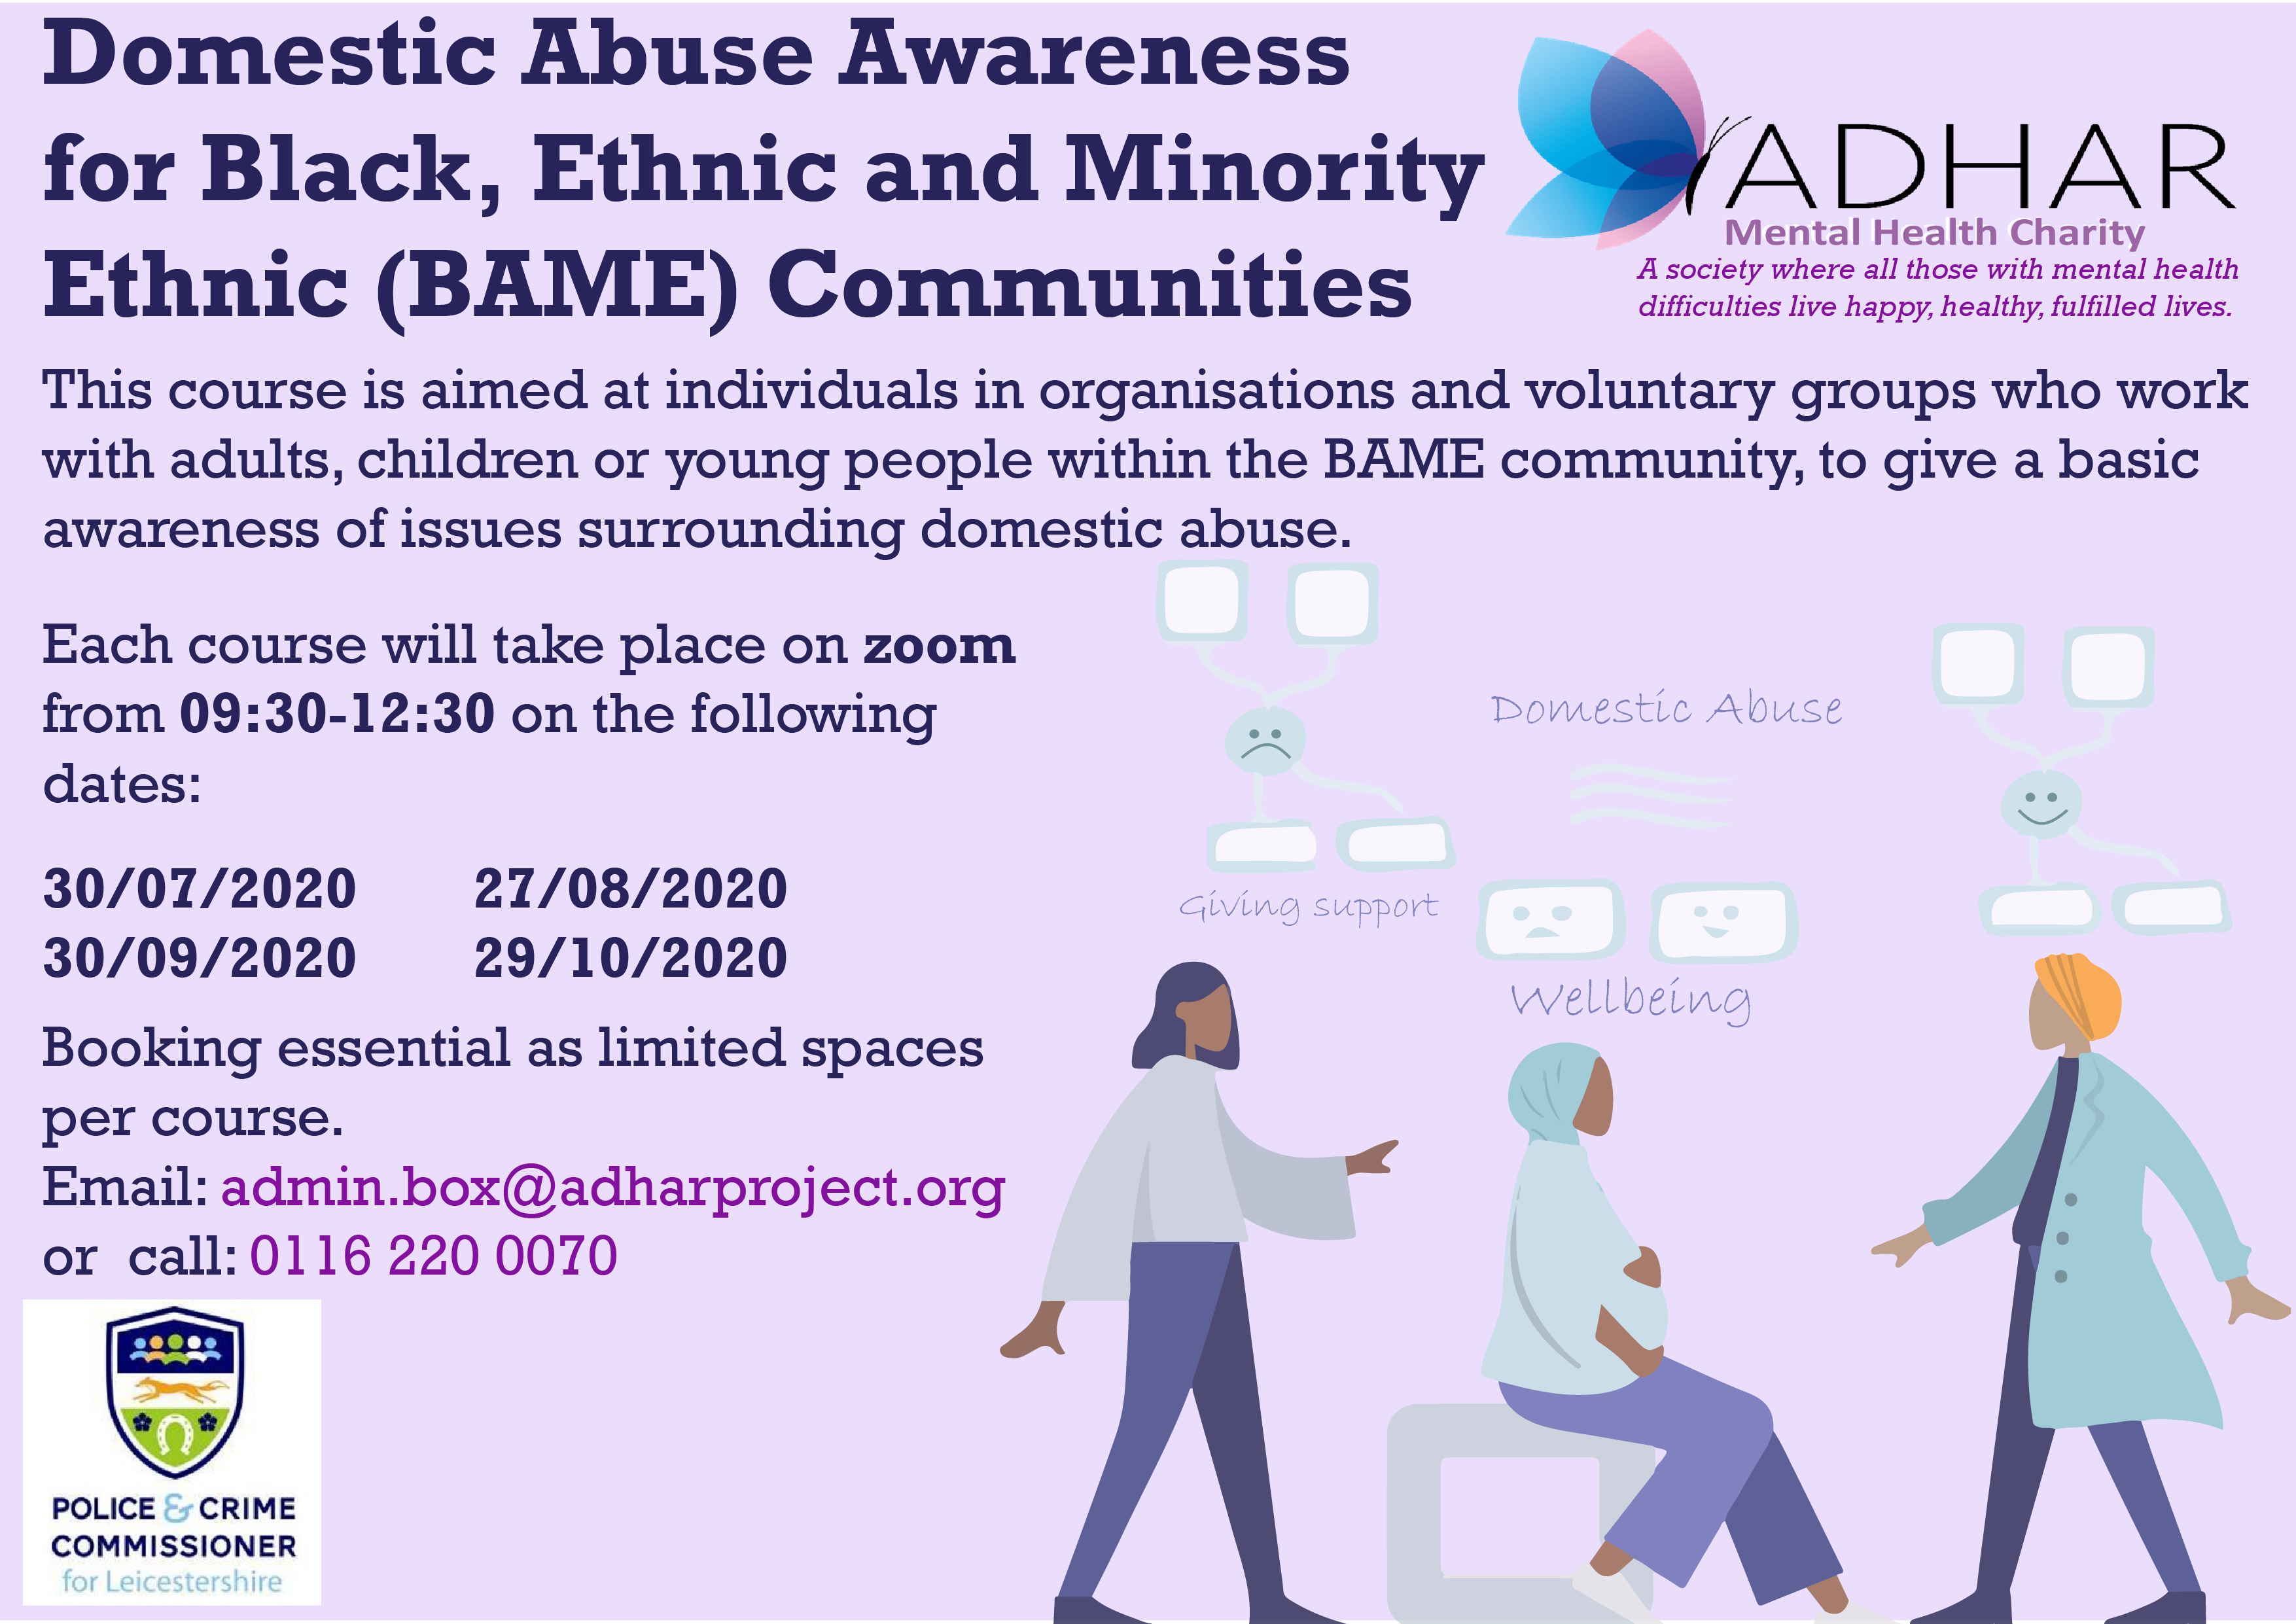 Domestic Abuse Awareness
for Black, Ethnic and Minority
Ethnic (BAME) Communities
ADHAR
Mental Health Charity
A society where all those with mental health
difficulties live happy, healthy, fulfilled lives.
This course is aimed at individuals in organisations and voluntary groups who work
with adults, children or young people within the BAME community, to give a basic
awareness of issues surrounding domestic abuse.
Each course will take place on zoom
from 09:30-12:30 on the following
dates:
30/07/2020 27/08/2020
30/09/2020 29/10/2020
Booking essential as limited spaces
per course.
Email: admin.box@adharproject.org
or call: 0116 220 0070
Domestic Abuse
Giving support
Wellbeing
POLICE & CRIME
COMMISSIONER
for Leicestershire